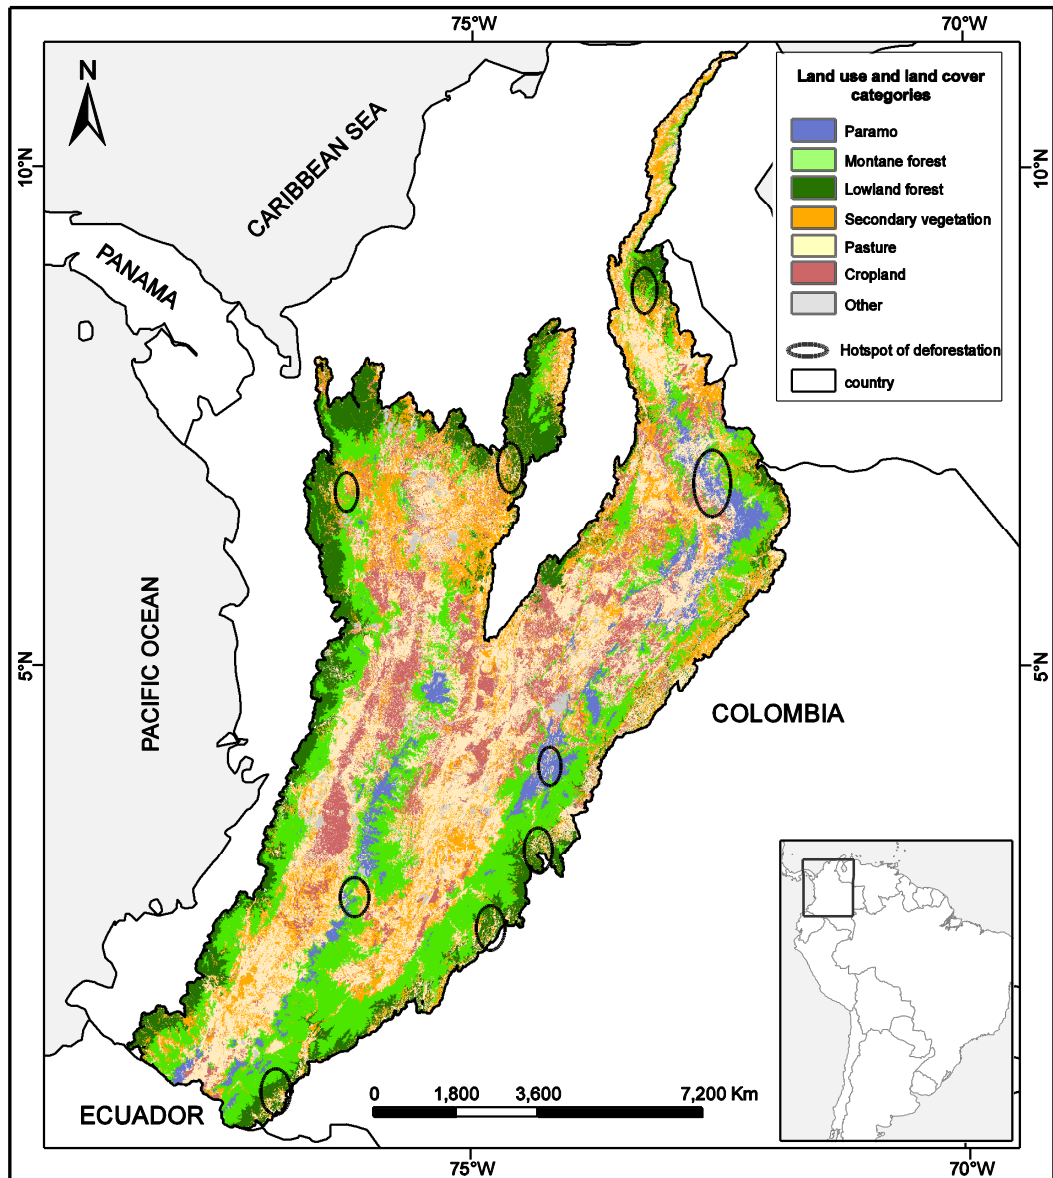 75°W
70°W
N
10°N
10°N
CARIBBEAN SEA
PANAMA
Land use and land cover
categories
Paramo
Montane forest
Lowland forest
Secondary vegetation
Pasture
Cropland
Other
Hotspot of deforestation
country
PACIFIC OCEAN
5°N
5°N
COLOMBIA
ECUADOR
0 1,800 3,600 7,200 Km
75°W
70°W